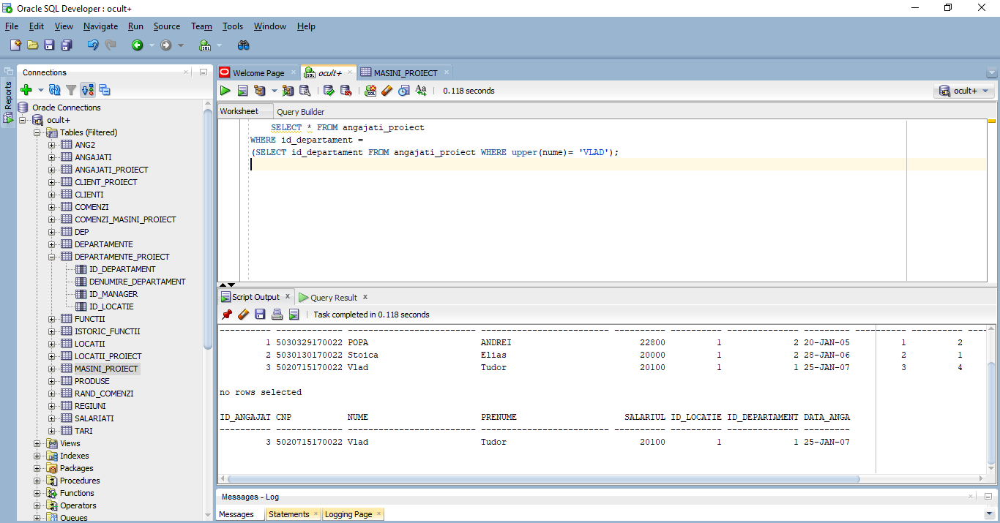 Oracle SQL Developer : ocult+
File Edit View Navigate Run Source Team Tools Window Help
Reports
Connections
Oracle Connections
ocult+
Tables (Filtered)
ANG2
ANGAJATI
ANGAJATI_PROIECT
CLIENT_PROIECT
CLIENTI
COMENZI
COMENZI_MASINI_PROIECT
DEP
DEPARTAMENTE
DEPARTAMENTE_PROIECT
ID_DEPARTAMENT
DENUMIRE_DEPARTAMENT
ID_MANAGER
ID_LOCATIE
FUNCTII
ISTORIC_FUNCTII
LOCATII
LOCATII_PROIECT
MASINI_PROIECT
PRODUSE
RAND_COMENZI
REGIUNI
SALARIATI
TARI
Views
Indexes
Packages
Procedures
Functions
Operators
Queues
Welcome Page ocult+ MASINI_PROIECT
0.118 seconds ocult+
Worksheet Query Builder
SELECT * FROM angajati_proiect
WHERE id_departament =
(SELECT id_departament FROM angajati_proiect WHERE upper(nume)= 'VLAD');
Script Output x Query Result x
Task completed in 0.118 seconds
---------- ------------- ------------------------- ------------------------- ---------- ---------- -------------- --------- ---------- ---------- ----
1 5030329170022 POPA ANDREI 22800 1 2 20-JAN-05 1 2
2 5030130170022 Stoica Elias 20000 1 2 28-JAN-06 2 1
3 5020715170022 Vlad Tudor 20100 1 1 25-JAN-07 3 4
no rows selected
ID_ANGAJAT CNP NUME PRENUME SALARIUL ID_LOCATIE ID_DEPARTAMENT DATA_ANGA
---------- ------------- ------------------------- ------------------------- ---------- ---------- -------------- ---------
3 5020715170022 Vlad Tudor 20100 1 1 25-JAN-07
Messages - Log
Messages Statements Logging Page